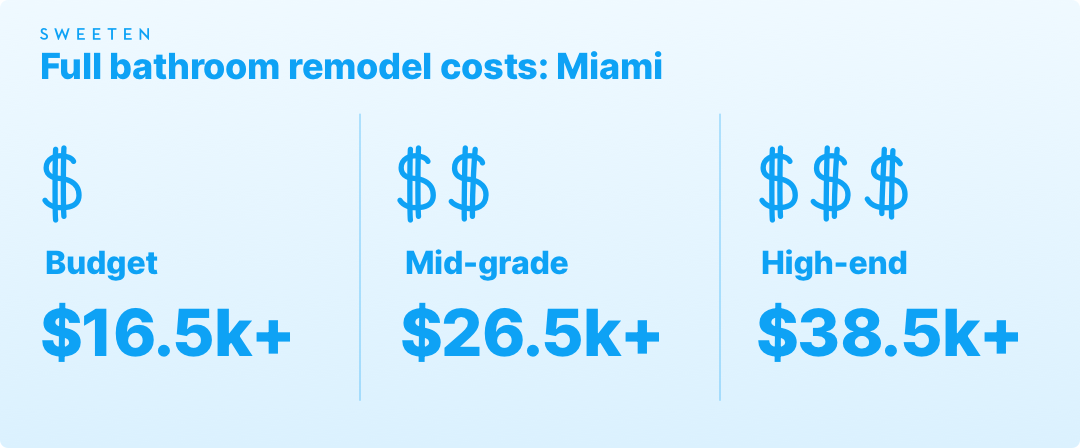 SWEETEN
Full bathroom remodel costs: Miami
$
Budget
$16.5k+
$$
Mid-grade
$26.5k+
$$$
High-end
$38.5k+